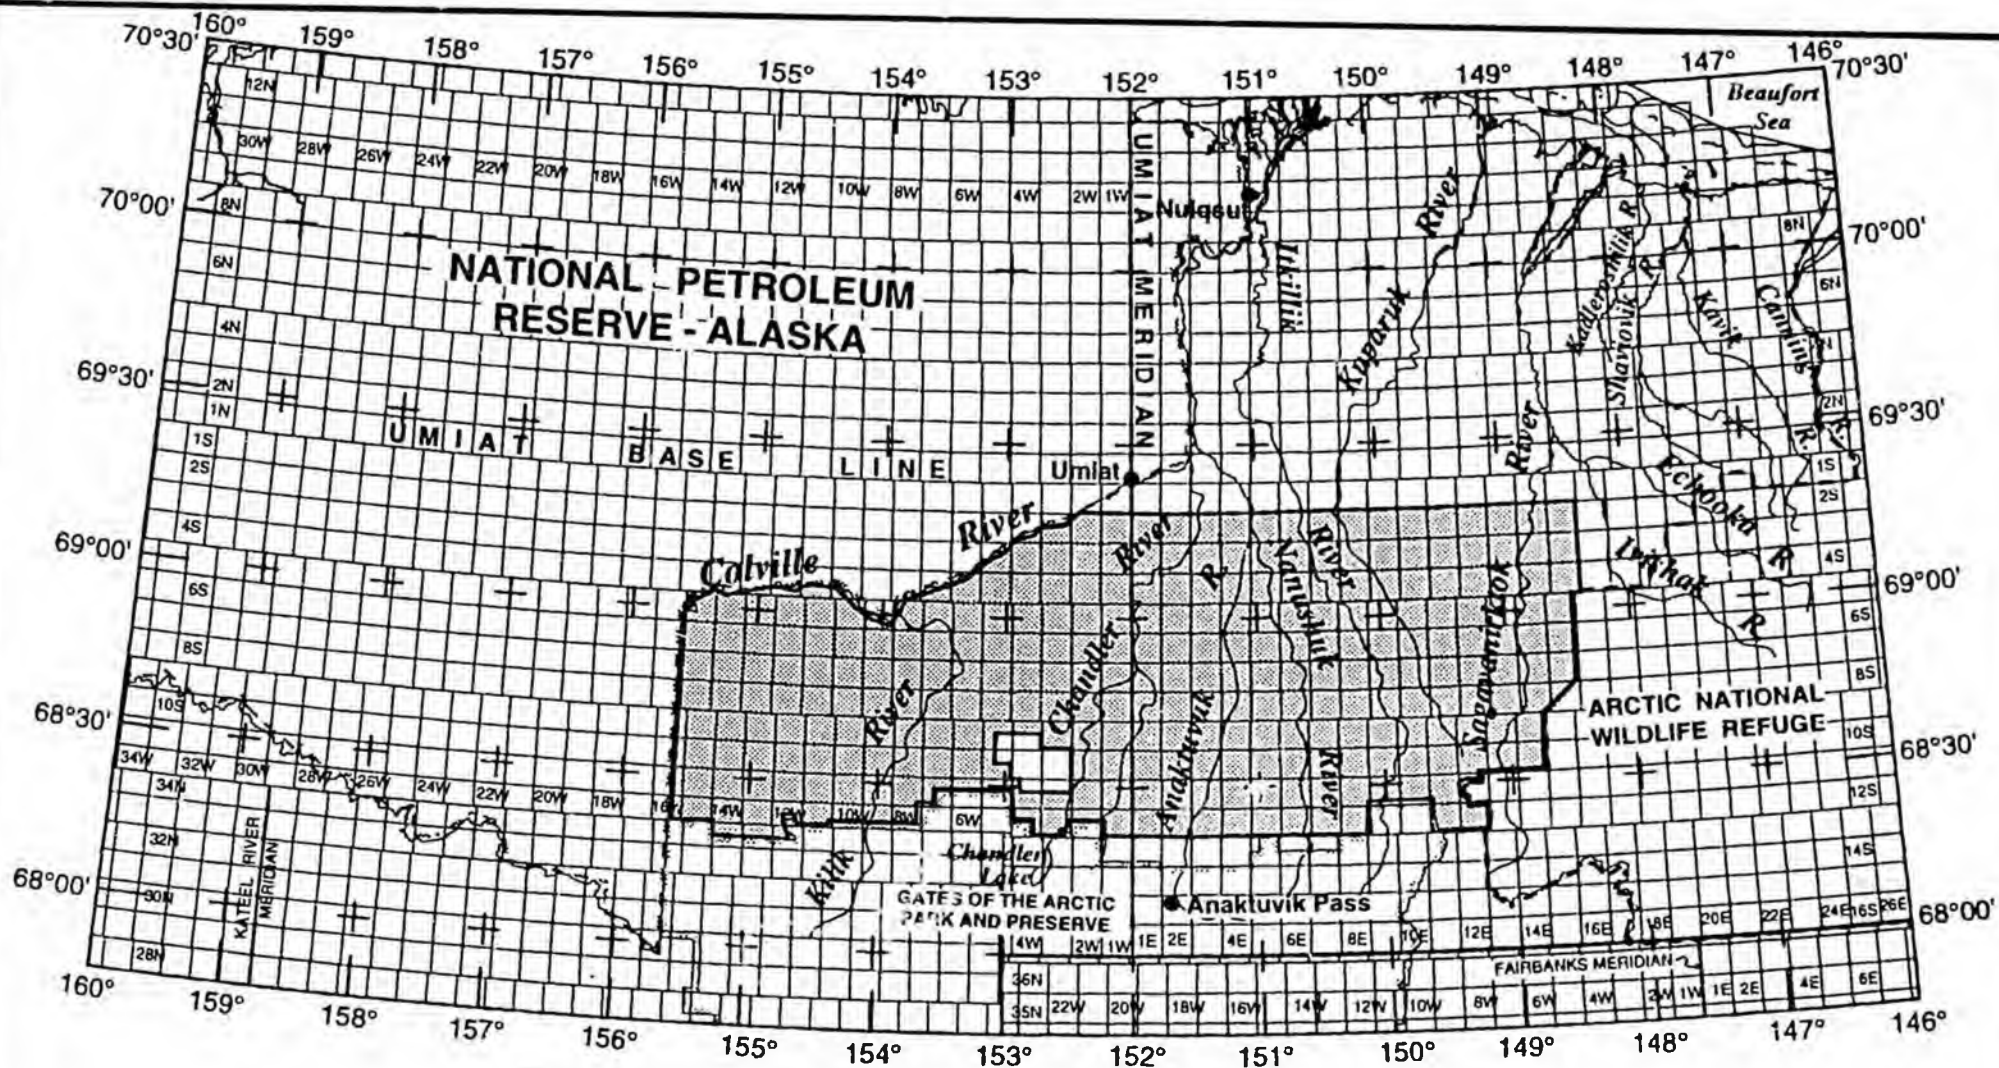 160° 159° 158° 157° 156° 155° 154° 153° 152° 151° 150° 149° 148° 147° 146°
70°30' 70°30'
Beaufort
Sea
12N
30W 28W 26W 24W 22W 20W 18W 16W 14W 12W 10W 8W 6W 4W 2W 1W
UMIAT MERIDIAN
Nuiqsut
River
70°00' 70°00'
8N 8N
6N 6N
NATIONAL PETROLEUM
RESERVE - ALASKA
Itkillik
Kuparuk
Kadleroshilik R.
Shaviovik R.
Kavik
Canning
4N
69°30' 69°30'
2N 2N
1N
UMIAT BASE LINE
Umiat
River
R. R.
1S 1S
2S 2S
4S 4S
Echooka R
Ivishak R
69°00' 69°00'
Colville River
River
R.
Nanushuk
River
Sagavanirktok
6S 6S
8S 8S
Chandler
River
Anaktuvuk
River
ARCTIC NATIONAL
WILDLIFE REFUGE
68°30' 68°30'
10S 10S
34W 32W 30W 28W 26W 24W 22W 20W 18W 16W 14W 12W 10W 8W 6W
12S
34N
32N
14S
Chandler
Lake
Killik
KATEEL RIVER
MERIDIAN
68°00' 68°00'
30N
28N
GATES OF THE ARCTIC
PARK AND PRESERVE
Anaktuvik Pass
4W 2W 1W 1E 2E 4E 6E 8E 10E 12E 14E 16E 18E 20E 22E 24E 16S 26E
FAIRBANKS MERIDIAN
36N
35N 22W 20W 18W 16W 14W 12W 10W 8W 6W 4W 2W 1W 1E 2E 4E 6E
160° 159° 158° 157° 156° 155° 154° 153° 152° 151° 150° 149° 148° 147° 146°